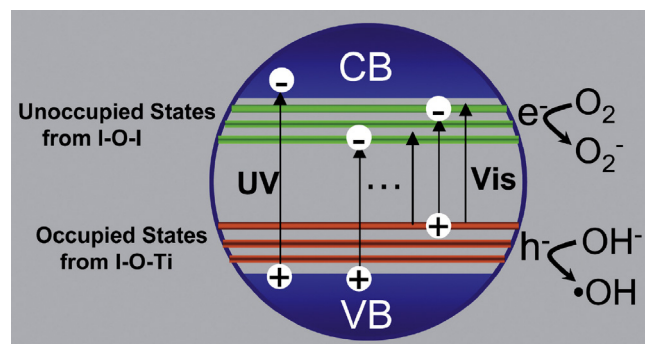 CB
Unoccupied States
from I-O-I
e- O₂
O₂-
UV
...
Vis
Occupied States
from I-O-Ti
h- OH-
•OH
VB
- - -
+ + +